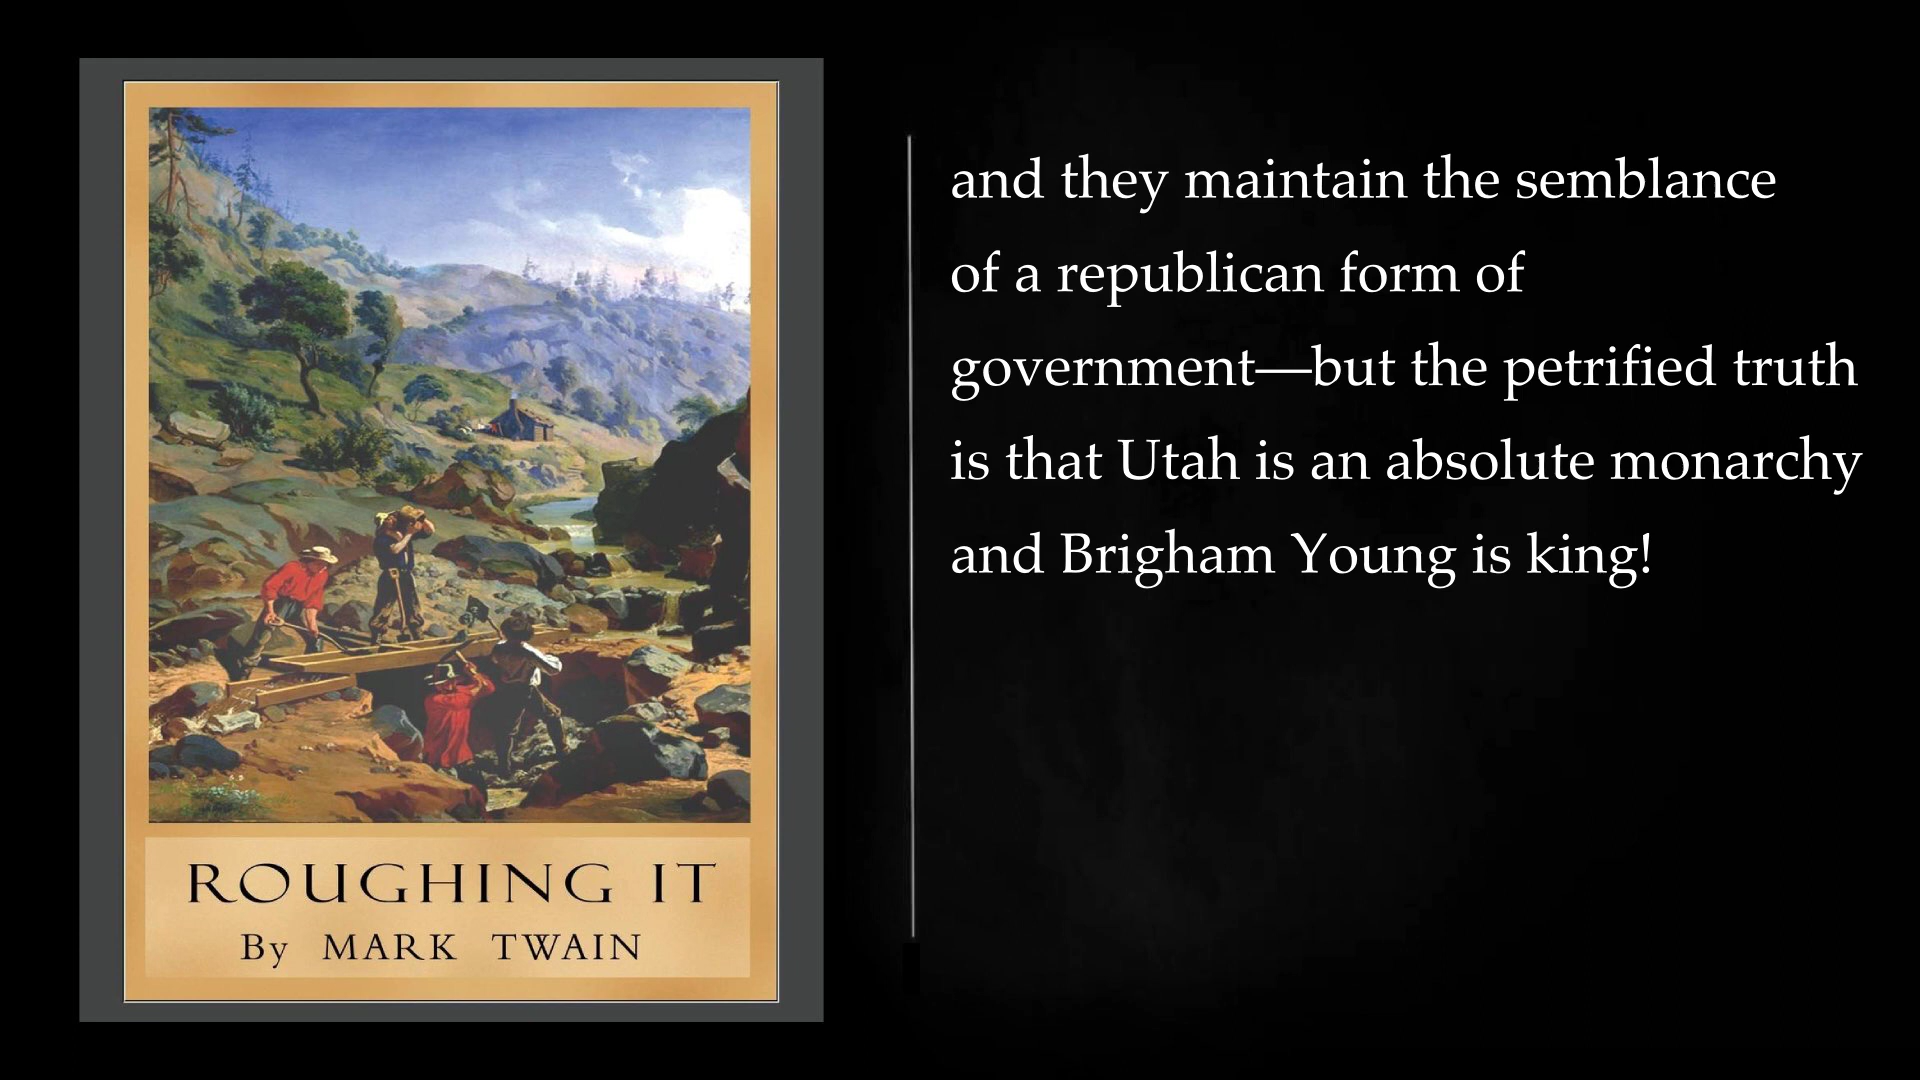 ROUGHING IT
By MARK TWAIN
and they maintain the semblance
of a republican form of
government—but the petrified truth
is that Utah is an absolute monarchy
and Brigham Young is king!